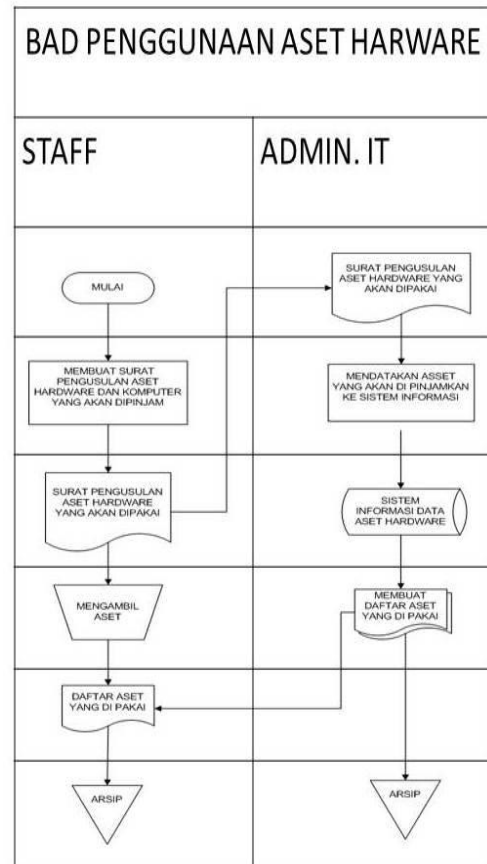 BAD PENGGUNAAN ASET HARWARE
STAFF
ADMIN. IT
MULAI
SURAT PENGUSULAN
ASET HARDWARE YANG
AKAN DIPAKAI
MEMBUAT SURAT
PENGUSULAN ASET
HARDWARE DAN KOMPUTER
YANG AKAN DIPINJAM
MENDATAKAN ASSET
YANG AKAN DI PINJAMKAN
KE SISTEM INFORMASI
SURAT PENGUSULAN
ASET HARDWARE
YANG AKAN DIPAKAI
SISTEM
INFORMASI DATA
ASET HARDWARE
MENGAMBIL
ASET
MEMBUAT
DAFTAR ASET
YANG DI PAKAI
DAFTAR ASET
YANG DI PAKAI
ARSIP
ARSIP